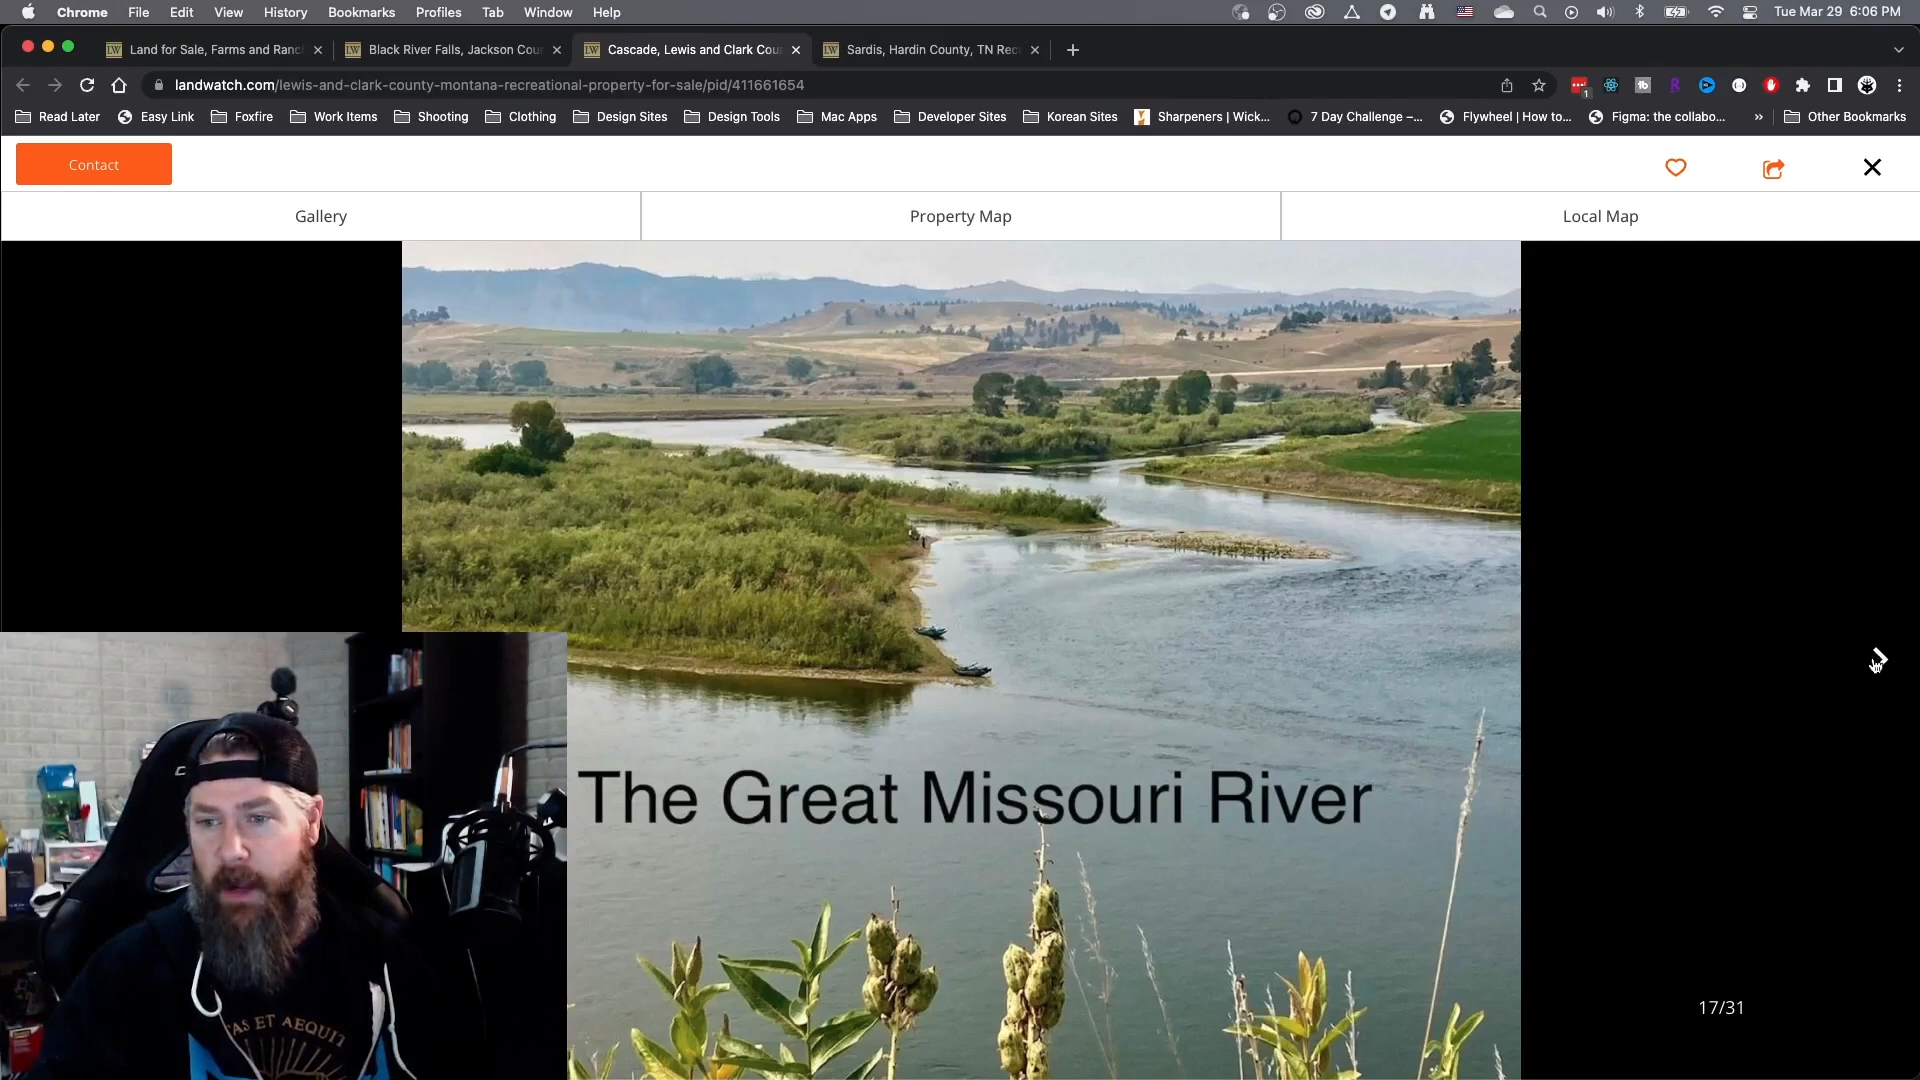 Chrome File Edit View History Bookmarks Profiles Tab Window Help Tue Mar 29 6:06 PM
Land for Sale, Farms and Ranc Black River Falls, Jackson Cou Cascade, Lewis and Clark Cou Sardis, Hardin County, TN Rec
landwatch.com/lewis-and-clark-county-montana-recreational-property-for-sale/pid/411661654
Read Later Easy Link Foxfire Work Items Shooting Clothing Design Sites Design Tools Mac Apps Developer Sites Korean Sites Sharpeners | Wick... 7 Day Challenge –... Flywheel | How to... Figma: the collabo... » Other Bookmarks
Contact
Gallery Property Map Local Map
The Great Missouri River
17/31
AS ET AEQUIT